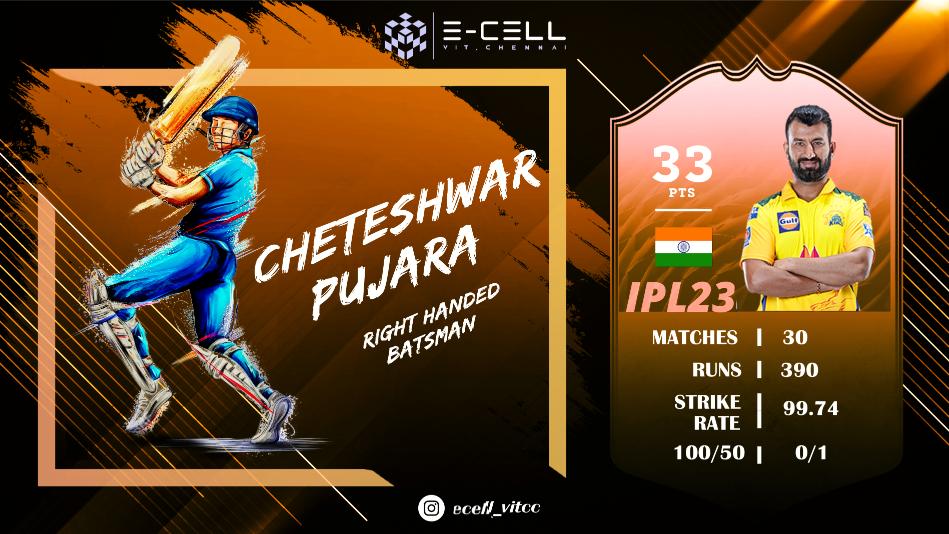 E-CELL
VIT, CHENNAI
CHETESHWAR
PUJARA
RIGHT HANDED
BATSMAN
33
PTS
Gulf
IPL23
MATCHES | 30
RUNS | 390
STRIKE
RATE | 99.74
100/50 | 0/1
ecell_vitcc